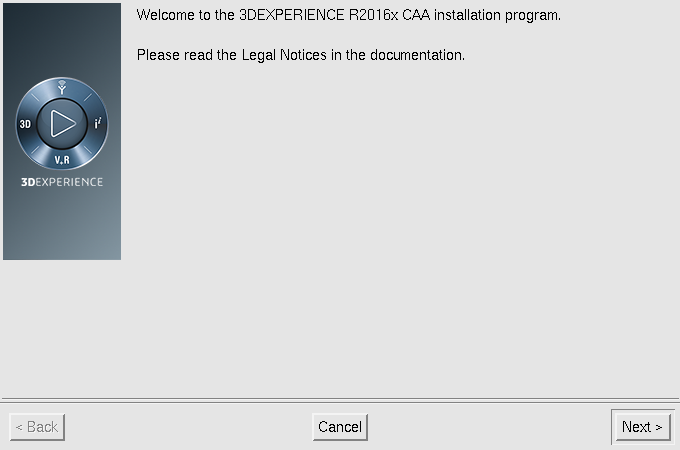 Welcome to the 3DEXPERIENCE R2016x CAA installation program.
Please read the Legal Notices in the documentation.
3D
i i
V+R
3DEXPERIENCE
< Back
Cancel
Next >